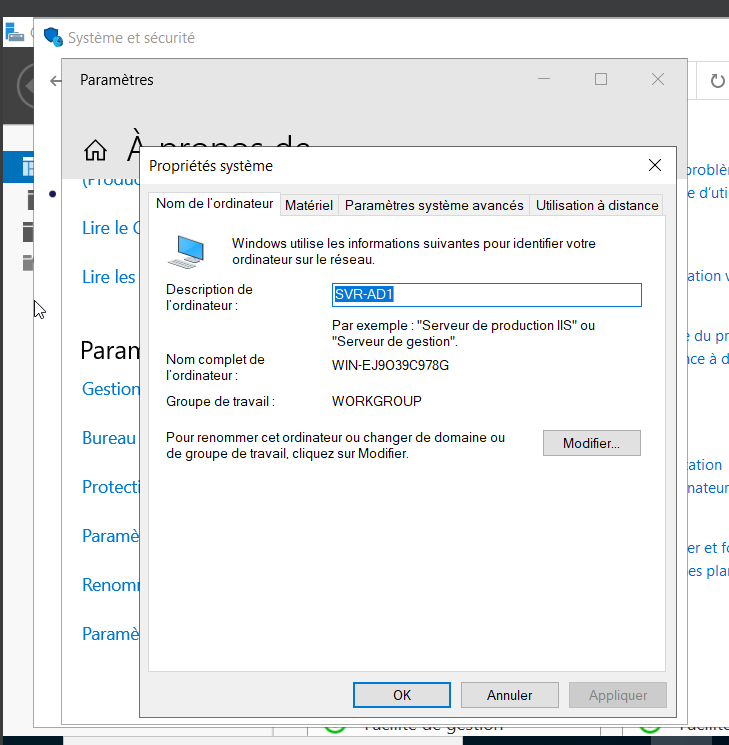 Système et sécurité
Paramètres
À propos de
Propriétés système
Nom de l'ordinateur
Matériel
Paramètres système avancés
Utilisation à distance
Windows utilise les informations suivantes pour identifier votre
ordinateur sur le réseau.
Description de
l'ordinateur :
SVR-AD1
Par exemple : "Serveur de production IIS" ou
"Serveur de gestion".
Nom complet de
l'ordinateur :
WIN-EJ9O39C978G
Groupe de travail :
WORKGROUP
Pour renommer cet ordinateur ou changer de domaine ou
de groupe de travail, cliquez sur Modifier.
Modifier...
OK
Annuler
Appliquer
(Produc
Lire le C
Lire les
Param
Gestion
Bureau
Protecti
Paramè
Renomm
Paramè
problè
e d'uti
ation v
e du pr
nce à d
tation
nateur
er et fo
es plan
Facilité de gestion
Facilité